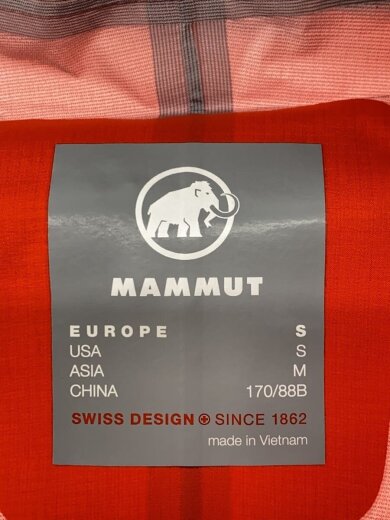 MAMMUT
EUROPE S
USA S
ASIA M
CHINA 170/88B
SWISS DESIGN SINCE 1862
made in Vietnam